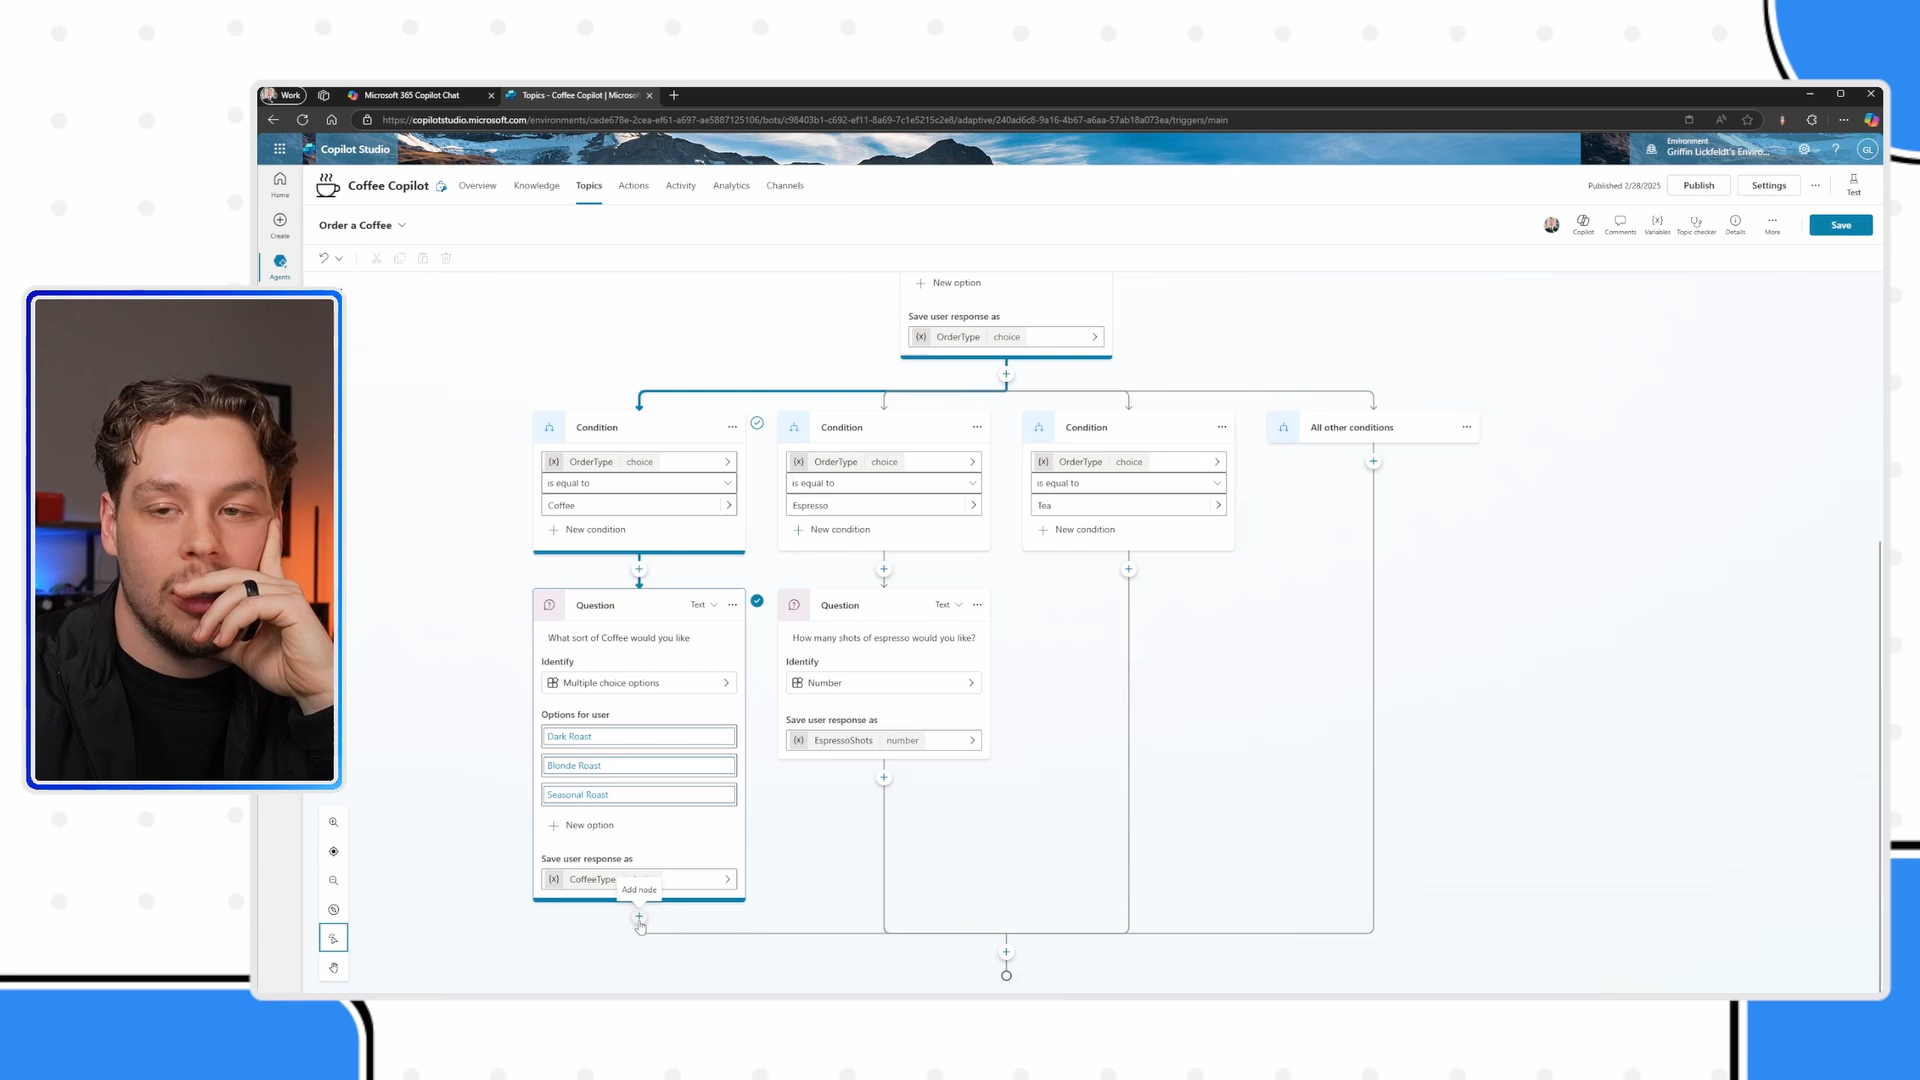 Work
Microsoft 365 Copilot Chat
Topics - Coffee Copilot | Microso
https://copilotstudio.microsoft.com/environments/cede678e-2cea-ef61-a697-ae5887125106/bots/c98403b1-c692-ef11-8a69-7c1e5215c2e8/adaptive/240ad6c8-9a16-4b67-a6aa-57ab18a073ea/triggers/main
Copilot Studio
Environment
Griffin Lickfeldt's Enviro...
GL
Home
Create
Agents
Coffee Copilot
Overview
Knowledge
Topics
Actions
Activity
Analytics
Channels
Published 2/28/2025
Publish
Settings
Test
Order a Coffee
Copilot
Comments
Variables
Topic checker
Details
More
Save
New option
Save user response as
{x} OrderType choice
Condition
{x} OrderType choice
is equal to
Coffee
New condition
Condition
{x} OrderType choice
is equal to
Espresso
New condition
Condition
{x} OrderType choice
is equal to
Tea
New condition
All other conditions
Question Text
What sort of Coffee would you like
Identify
Multiple choice options
Options for user
Dark Roast
Blonde Roast
Seasonal Roast
New option
Save user response as
{x} CoffeeType
Add node
Question Text
How many shots of espresso would you like?
Identify
Number
Save user response as
{x} EspressoShots number